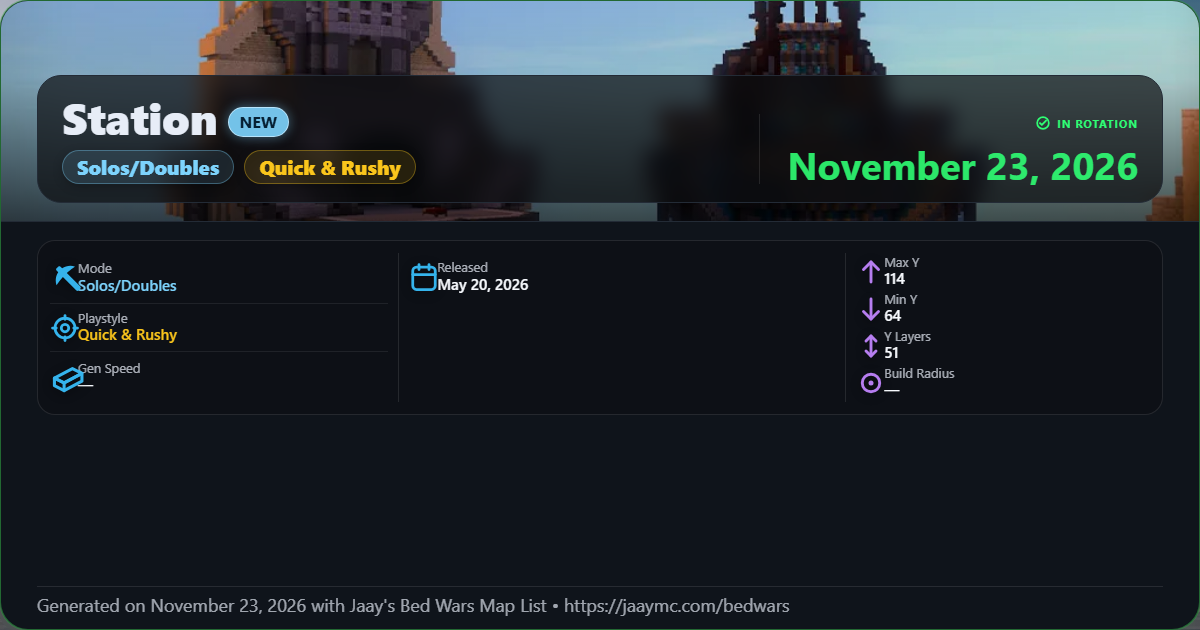 Station NEW
Solos/Doubles Quick & Rushy
IN ROTATION
November 23, 2026
Mode
Solos/Doubles
Playstyle
Quick & Rushy
Gen Speed
—
Released
May 20, 2026
Max Y
114
Min Y
64
Y Layers
51
Build Radius
—
Generated on November 23, 2026 with Jaay's Bed Wars Map List • https://jaaymc.com/bedwars